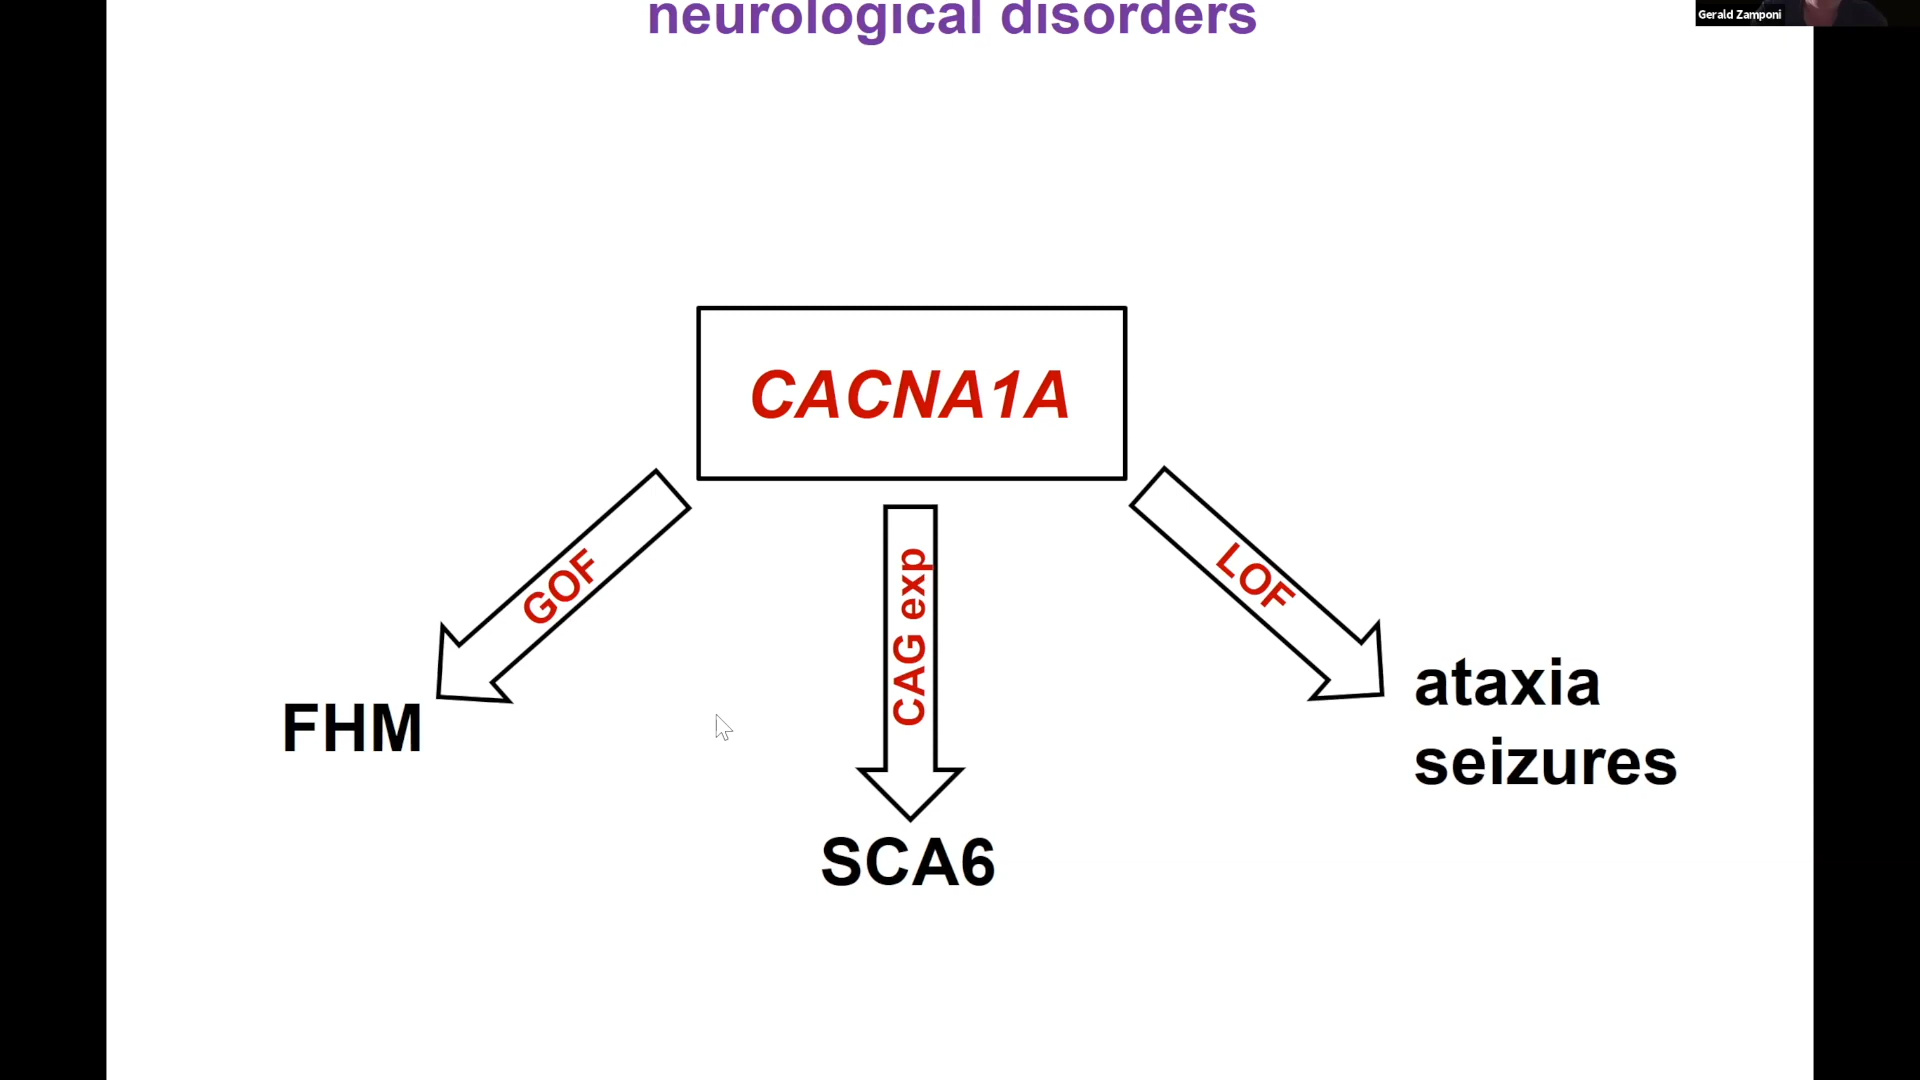 neurological disorders
Gerald Zamponi
CACNA1A
GOF
CAG exp
LOF
FHM
ataxia
seizures
SCA6